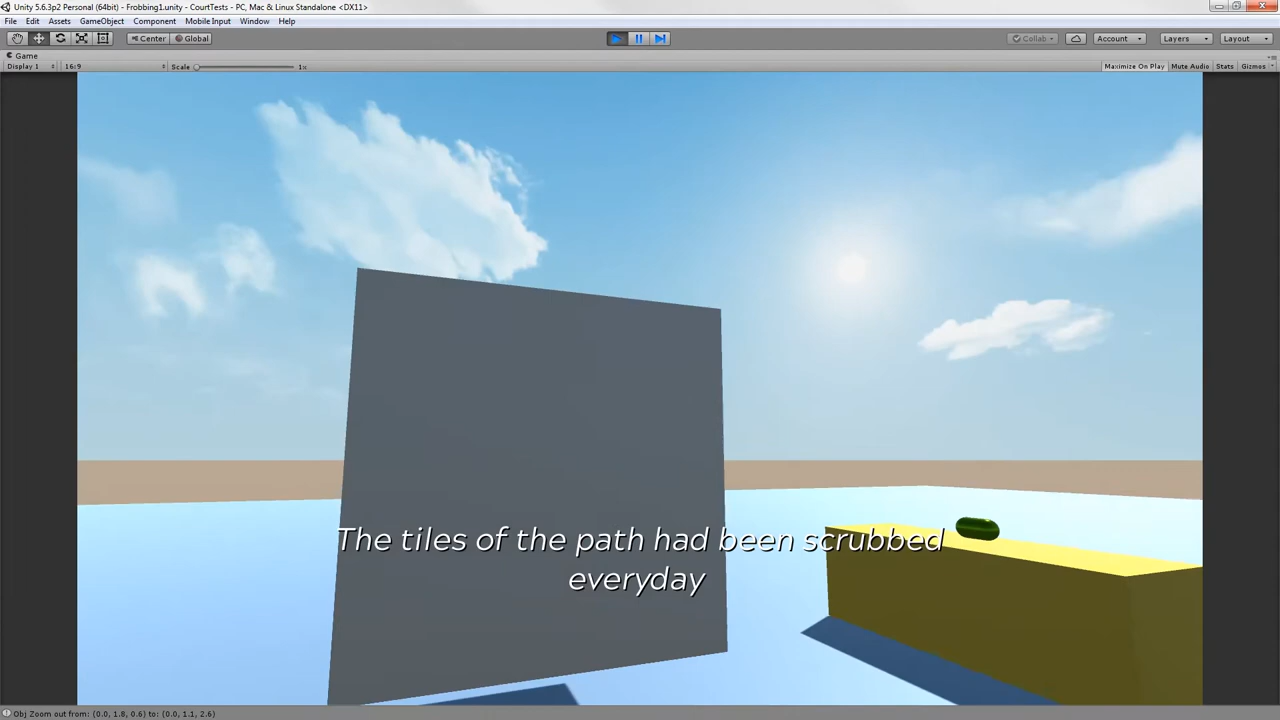 Unity 5.6.3p2 Personal (64bit) - Frobbing1.unity - CourtTests - PC, Mac & Linux Standalone <DX11>
File Edit Assets GameObject Component Mobile Input Window Help
Center Global Collab Account Layers Layout
Game
Display 1 16:9 Scale 1x Maximize On Play Mute Audio Stats Gizmos
The tiles of the path had been scrubbed
everyday
Obj Zoom out from: (0.0, 1.8, 0.6) to: (0.0, 1.1, 2.6)